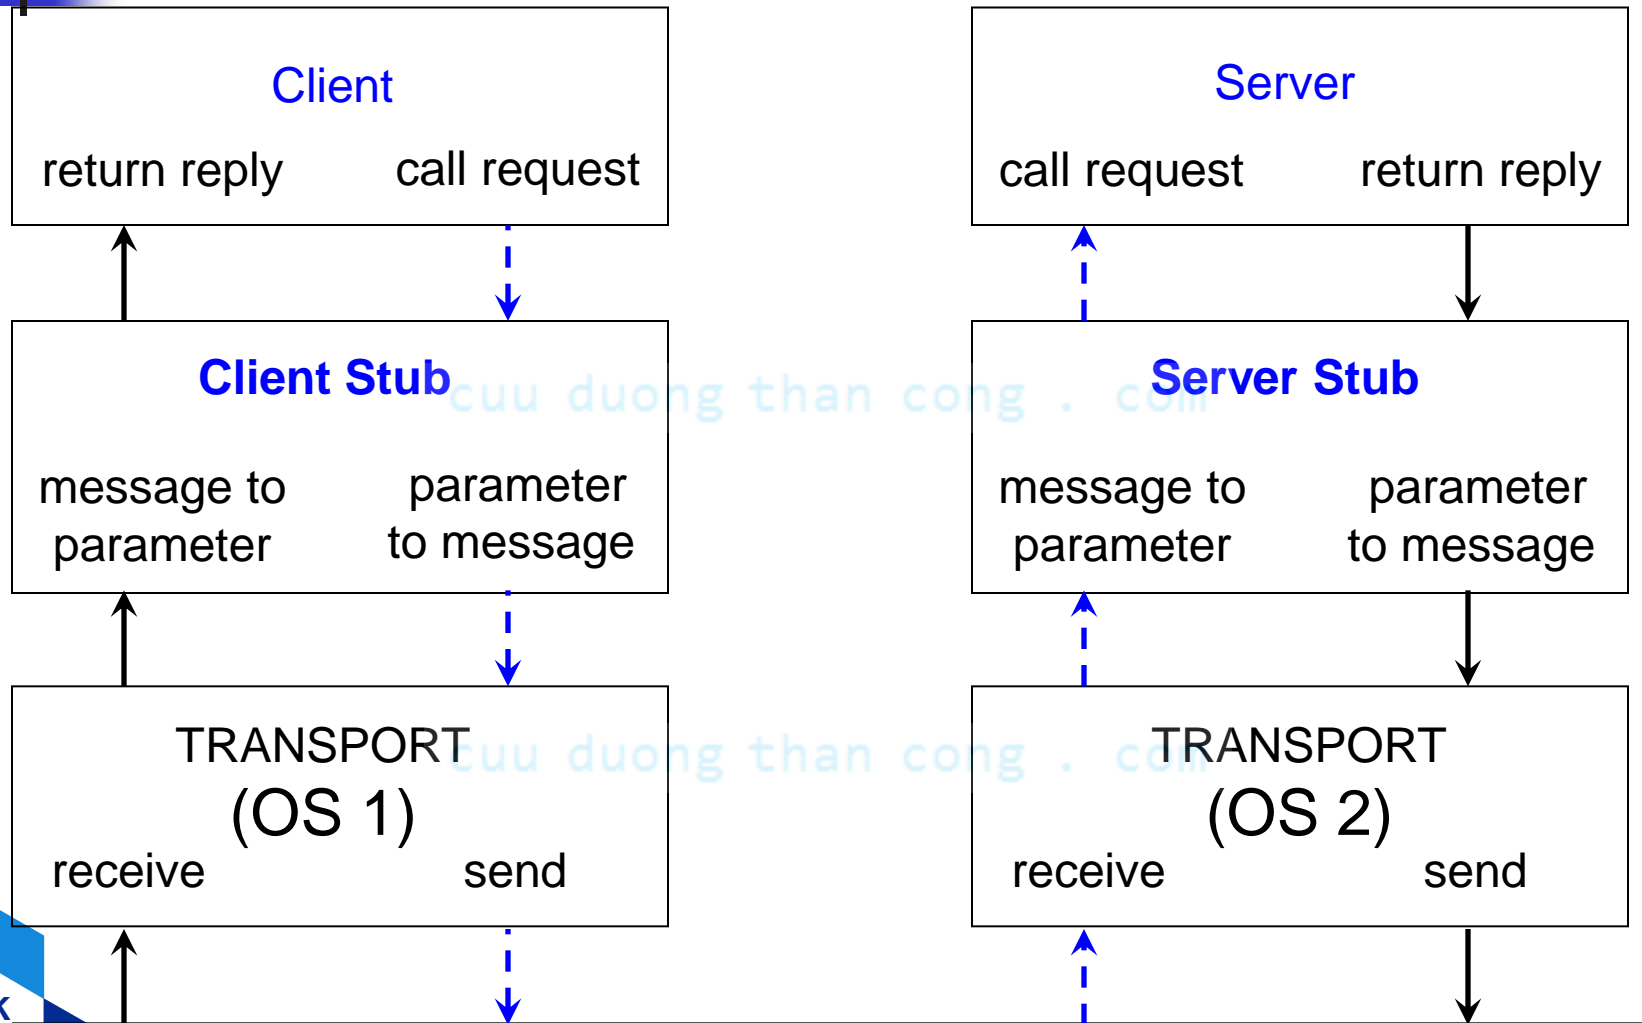 Client
return reply
call request
Server
call request
return reply
Client Stub
message to
parameter
parameter
to message
cuu duong than cong . com
Server Stub
message to
parameter
parameter
to message
TRANSPORT
(OS 1)
receive
send
cuu duong than cong . com
TRANSPORT
(OS 2)
receive
send